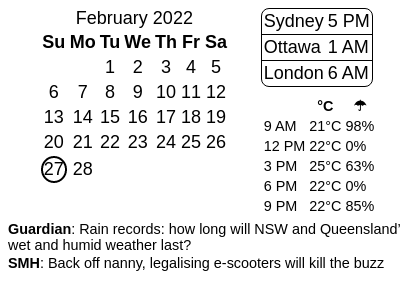 February 2022
Su Mo Tu We Th Fr Sa
1 2 3 4 5
6 7 8 9 10 11 12
13 14 15 16 17 18 19
20 21 22 23 24 25 26
27 28
Sydney 5 PM
Ottawa 1 AM
London 6 AM
°C ☂
9 AM 21°C 98%
12 PM 22°C 0%
3 PM 25°C 63%
6 PM 22°C 0%
9 PM 22°C 85%
Guardian: Rain records: how long will NSW and Queensland’
wet and humid weather last?
SMH: Back off nanny, legalising e-scooters will kill the buzz